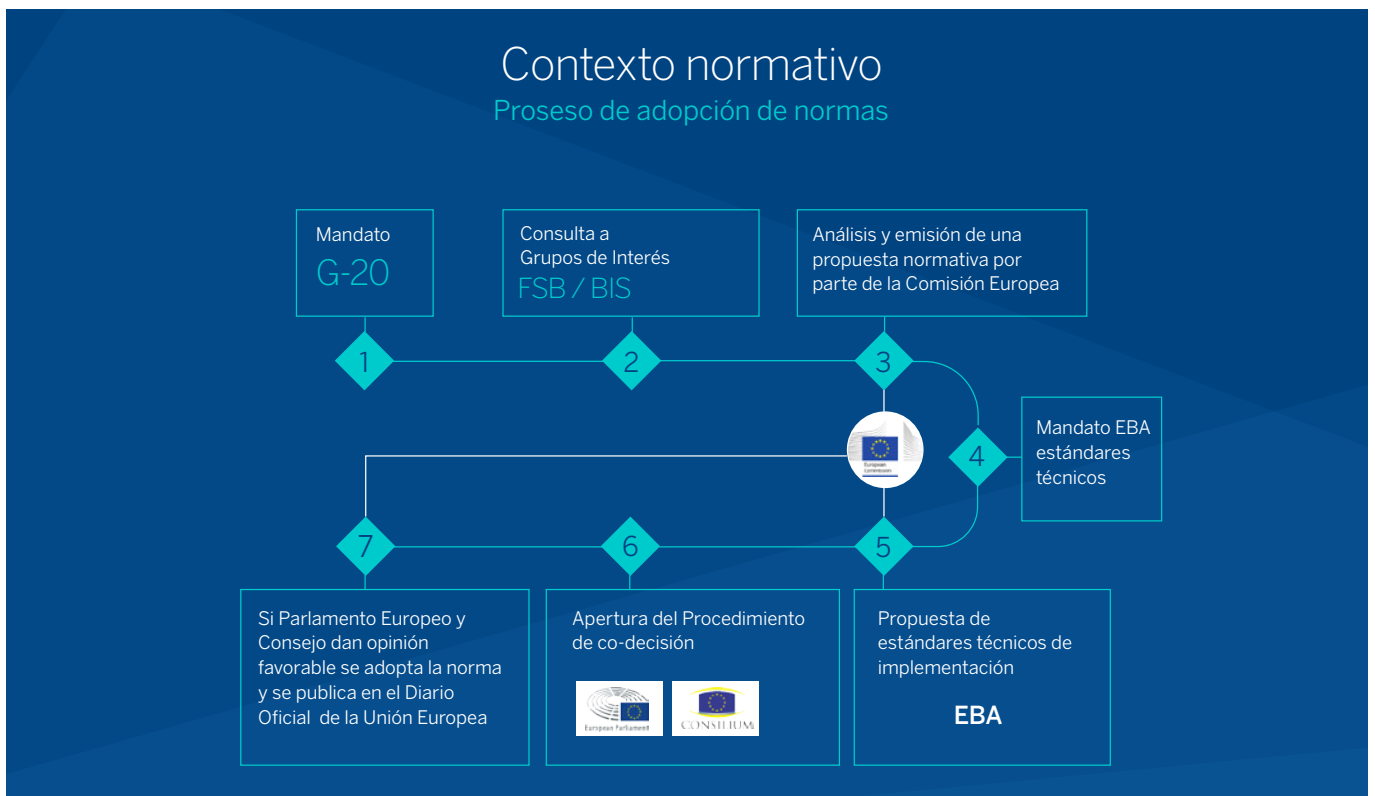 Contexto normativo
Proseso de adopción de normas
Mandato
G-20
Consulta a
Grupos de Interés
FSB / BIS
Análisis y emisión de una
propuesta normativa por
parte de la Comisión Europea
1
2
3
European
Commission
4
Mandato EBA
estándares
técnicos
7
6
5
Si Parlamento Europeo y
Consejo dan opinión
favorable se adopta la norma
y se publica en el Diario
Oficial de la Unión Europea
Apertura del Procedimiento
de co-decisión
European Parliament
CONSILIUM
Propuesta de
estándares técnicos de
implementación
EBA